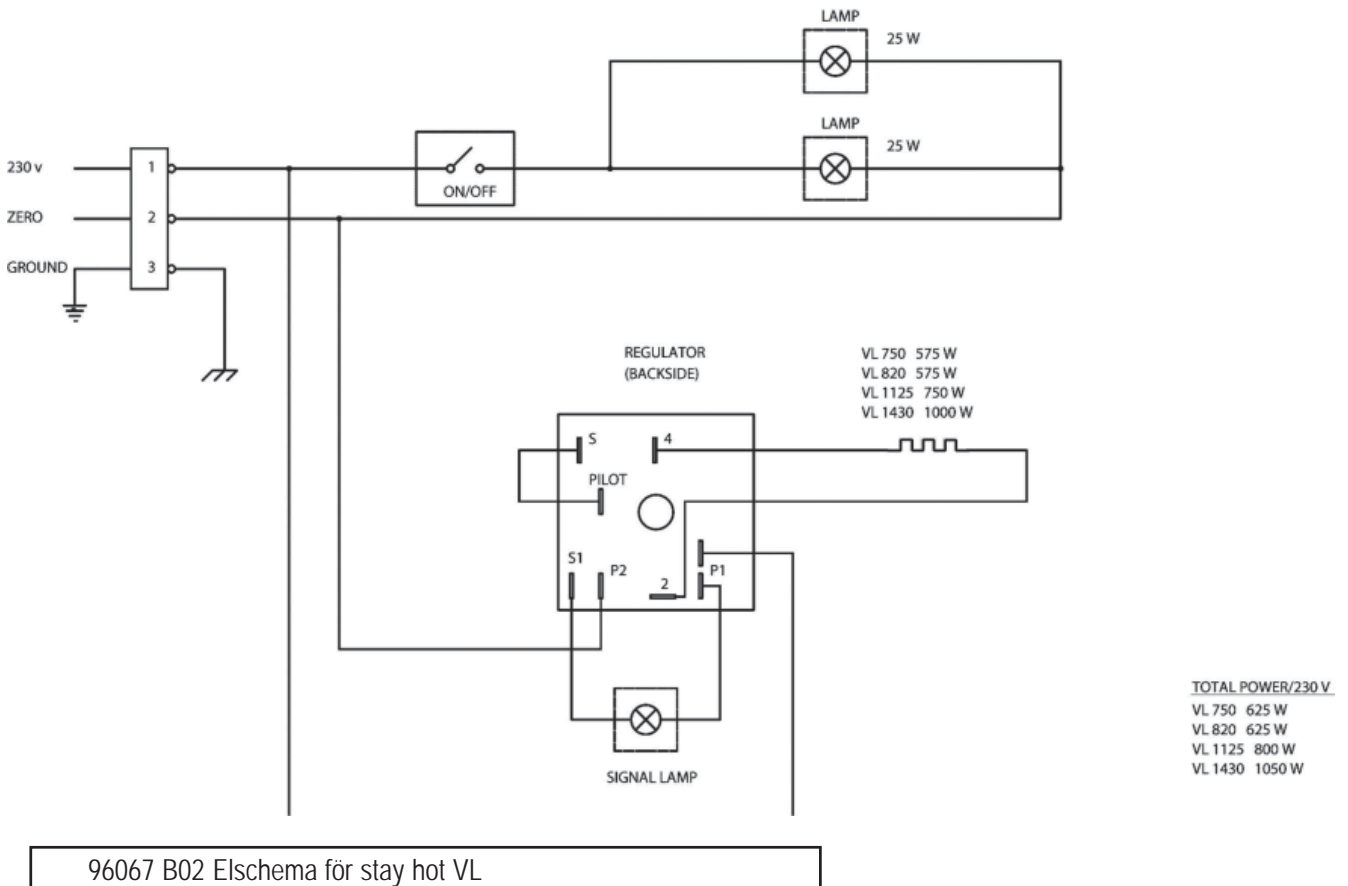 LAMP
25 W
LAMP
25 W
230 v
1
ON/OFF
ZERO
2
GROUND
3
REGULATOR
(BACKSIDE)
VL 750 575 W
VL 820 575 W
VL 1125 750 W
VL 1430 1000 W
S
4
PILOT
S1
P2
2
P1
SIGNAL LAMP
TOTAL POWER/230 V
VL 750 625 W
VL 820 625 W
VL 1125 800 W
VL 1430 1050 W
96067 B02 Elschema för stay hot VL